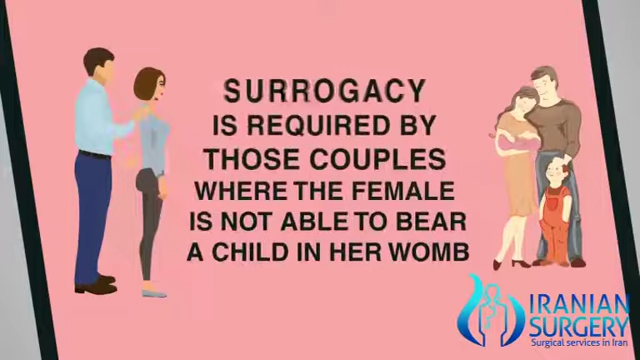 SURROGACY
IS REQUIRED BY
THOSE COUPLES
WHERE THE FEMALE
IS NOT ABLE TO BEAR
A CHILD IN HER WOMB
IRANIAN
SURGERY
Surgical services in Iran